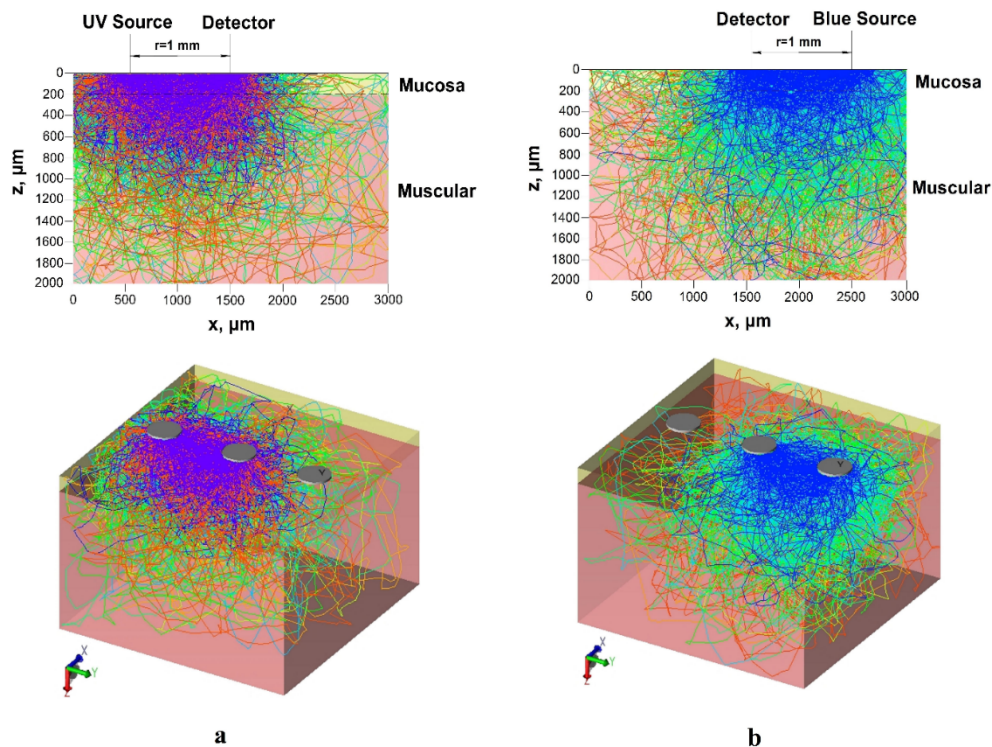 UV Source Detector
r=1 mm
0
200
400
600
800
1000
1200
1400
1600
1800
2000
z, µm
Mucosa
Muscular
0 500 1000 1500 2000 2500 3000
x, µm
Detector Blue Source
r=1 mm
0
200
400
600
800
1000
1200
1400
1600
1800
2000
z, µm
Mucosa
Muscular
0 500 1000 1500 2000 2500 3000
x, µm
Y
X
Y
Z
Y
X
Y
Z
a
b